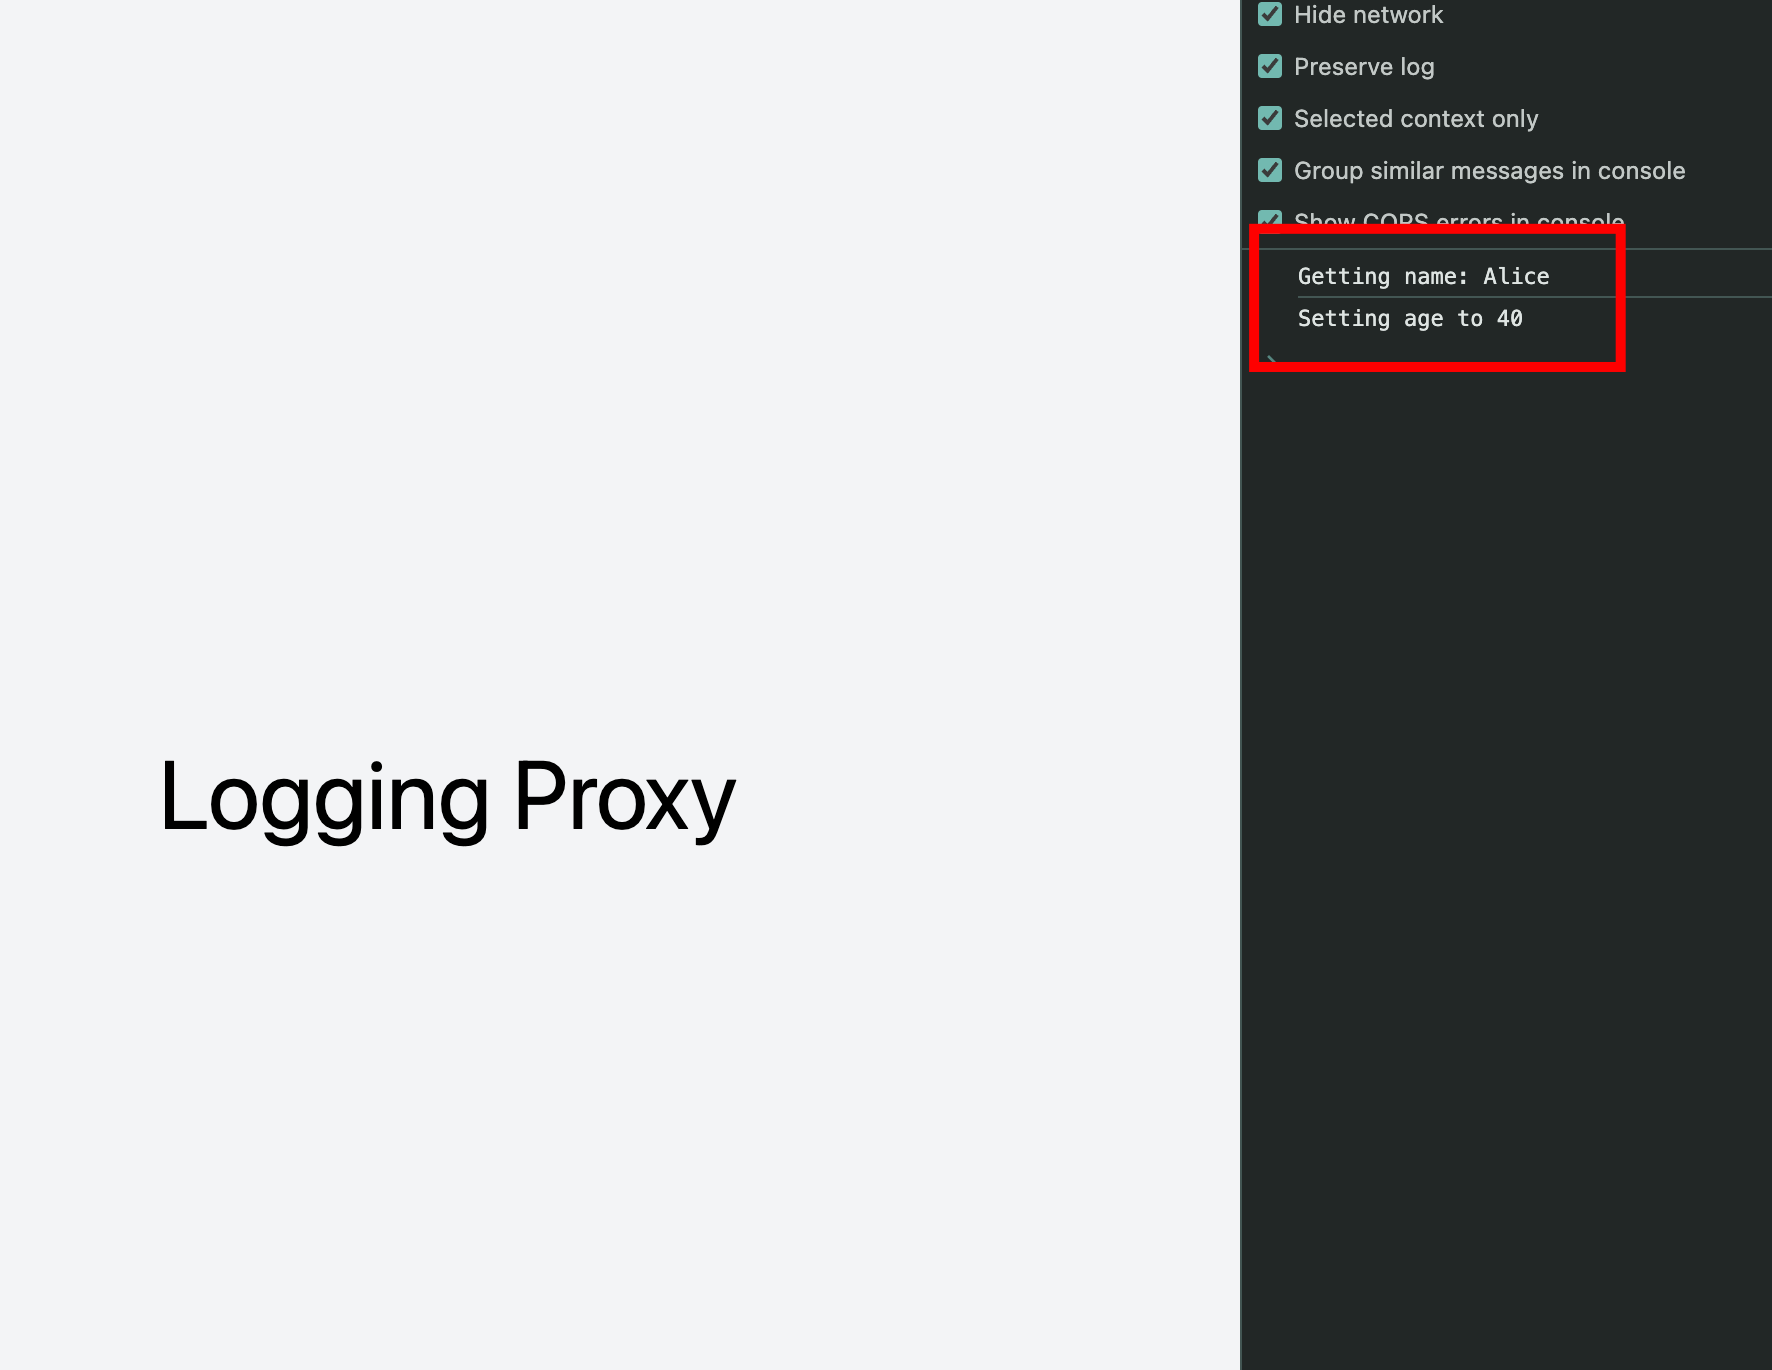 Hide network
Preserve log
Selected context only
Group similar messages in console
Show CORS errors in console
Getting name: Alice
Setting age to 40
Logging Proxy